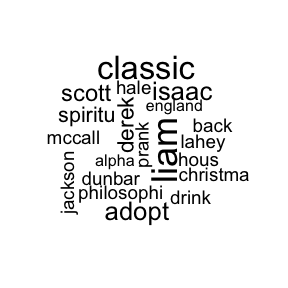 classic
scott hale isaac
england
spiritu derek
prank
liam
back
mccall
lahey
alpha
hous
jackson
dunbar
christma
philosophi
drink
adopt